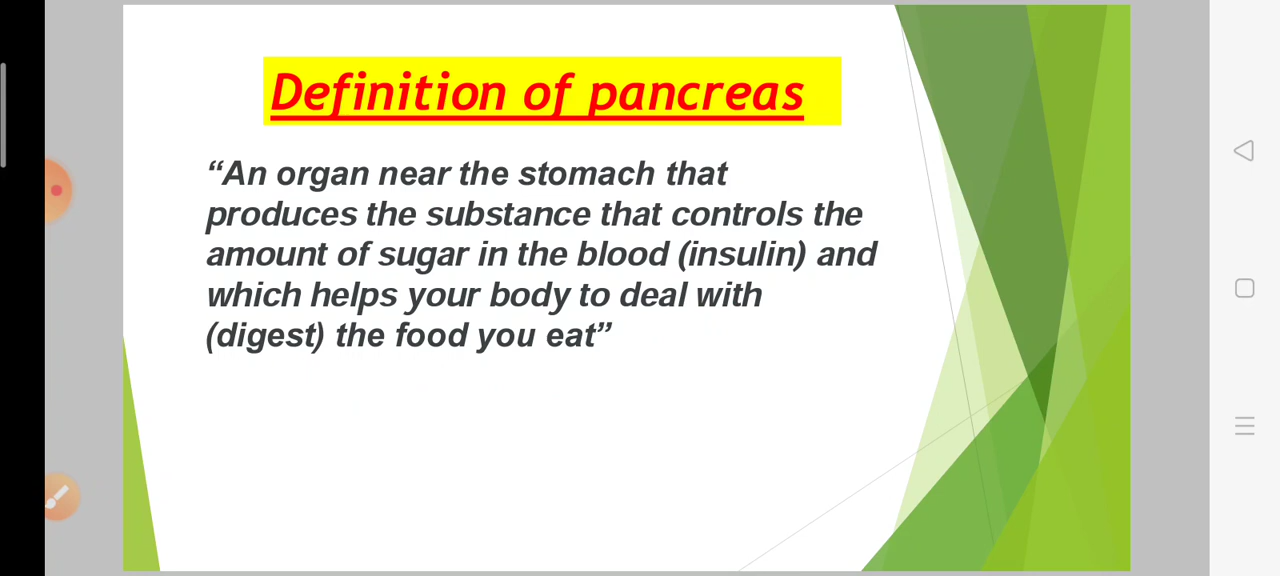 Definition of pancreas
“An organ near the stomach that
produces the substance that controls the
amount of sugar in the blood (insulin) and
which helps your body to deal with
(digest) the food you eat”